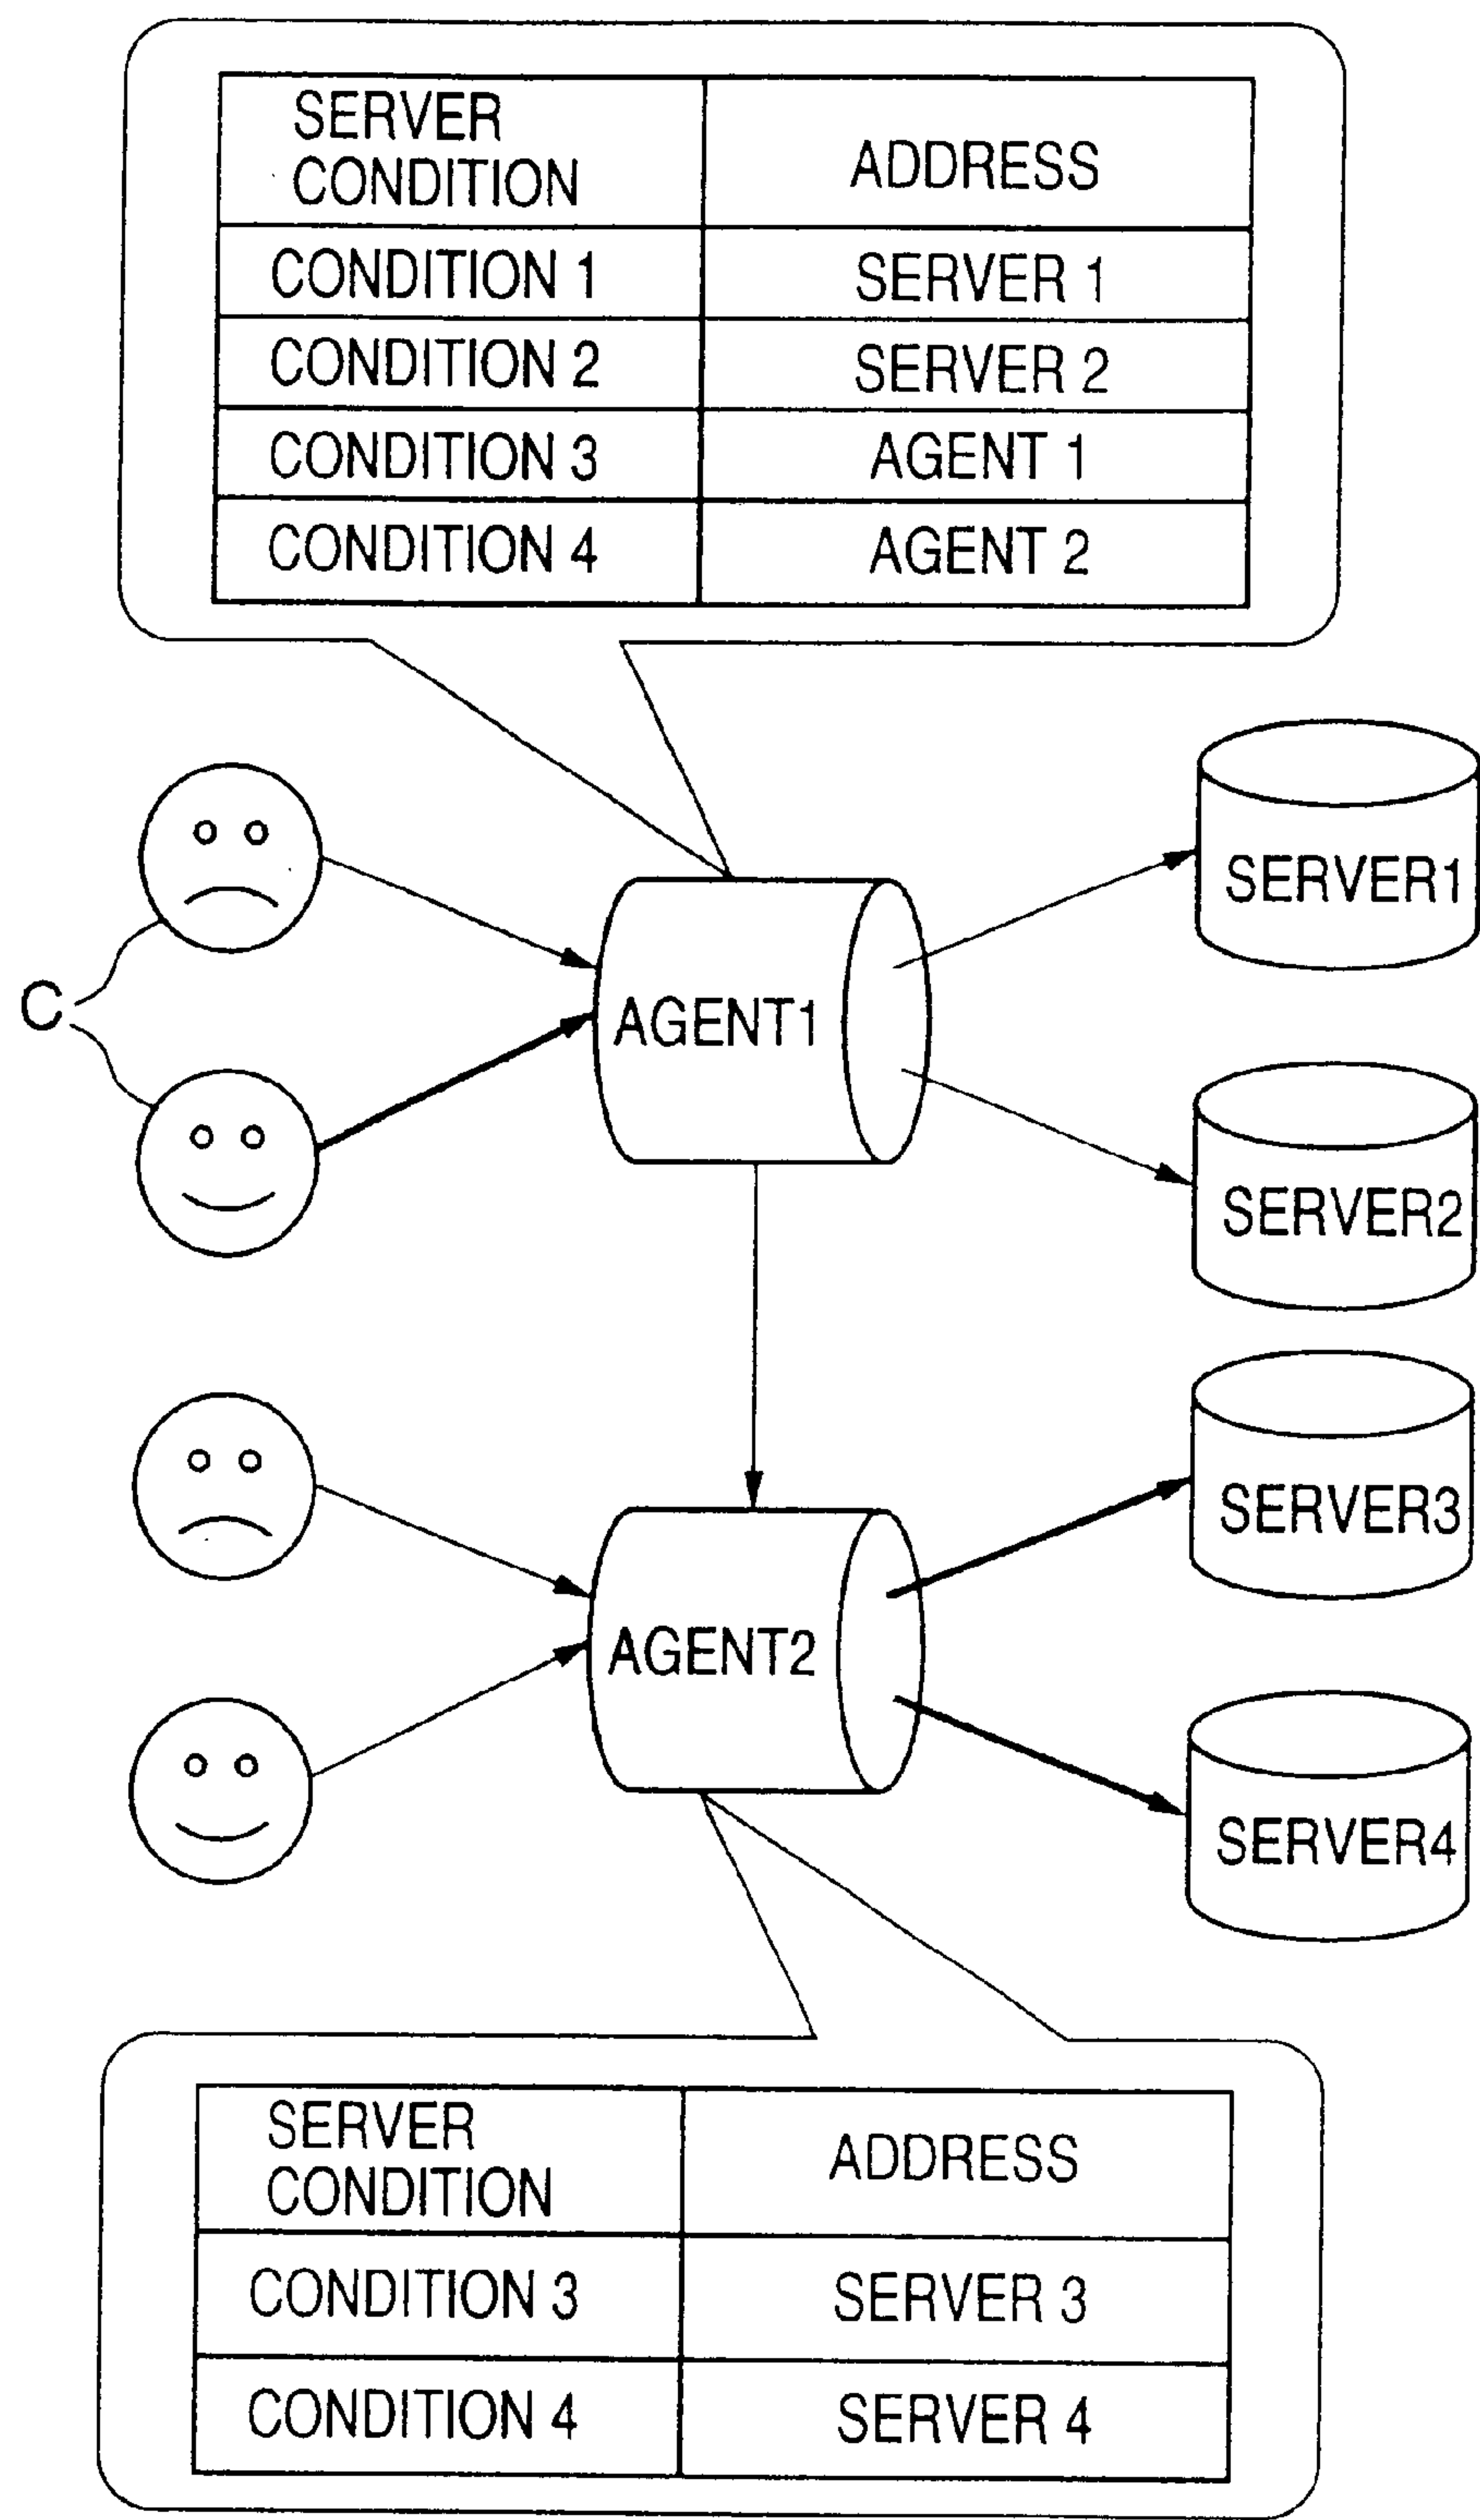 SERVER
CONDITION
ADDRESS
CONDITION 1
SERVER 1
CONDITION 2
SERVER 2
CONDITION 3
AGENT 1
CONDITION 4
AGENT 2
SERVER1
C
AGENT1
SERVER2
SERVER3
AGENT2
SERVER4
SERVER
CONDITION
ADDRESS
CONDITION 3
SERVER 3
CONDITION 4
SERVER 4